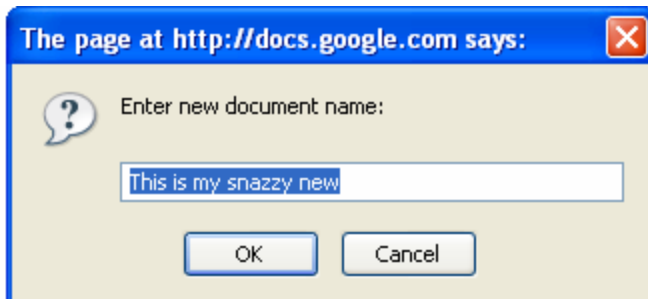 The page at http://docs.google.com says:
Enter new document name:
This is my snazzy new
OK Cancel